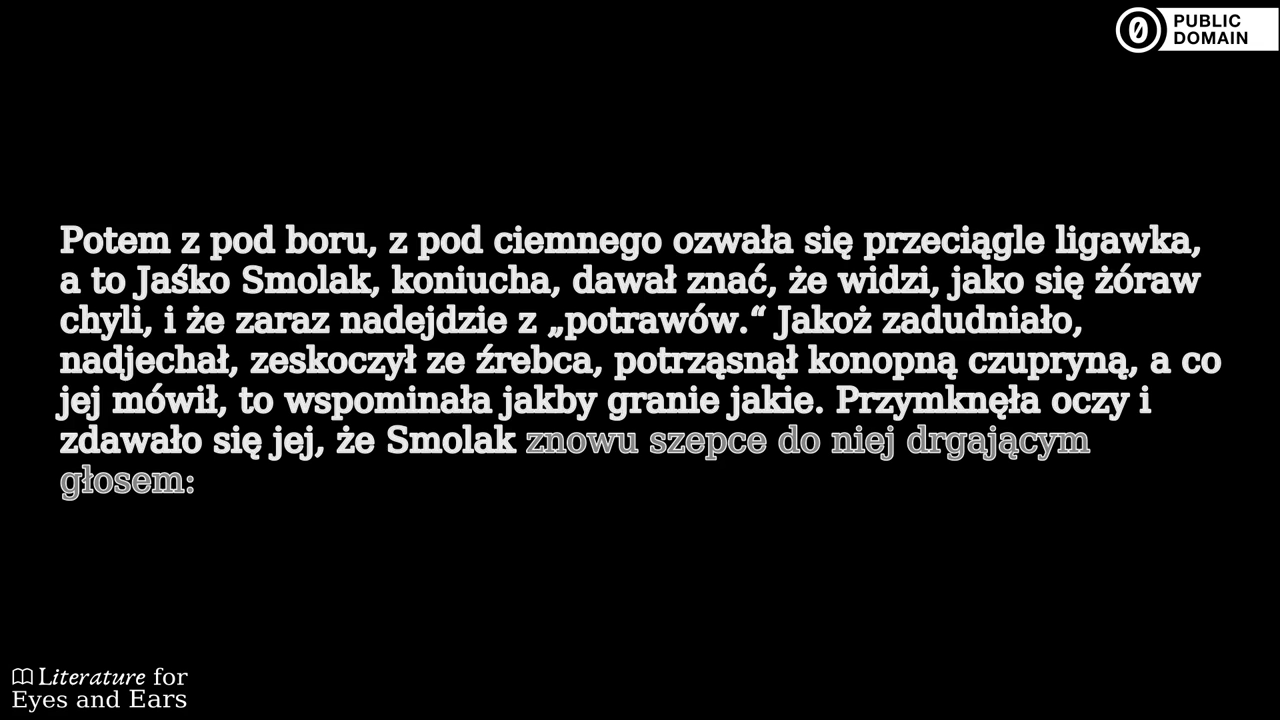 PUBLIC
DOMAIN
Potem z pod boru, z pod ciemnego ozwała się przeciągle ligawka,
a to Jaśko Smolak, koniucha, dawał znać, że widzi, jako się żóraw
chyli, i że zaraz nadejdzie z „potrawów.“ Jakoż zadudniało,
nadjechał, zeskoczył ze źrebca, potrząsnął konopną czupryną, a co
jej mówił, to wspominała jakby granie jakie. Przymknęła oczy i
zdawało się jej, że Smolak znowu szepce do niej drgającym
głosem:
Literature for
Eyes and Ears